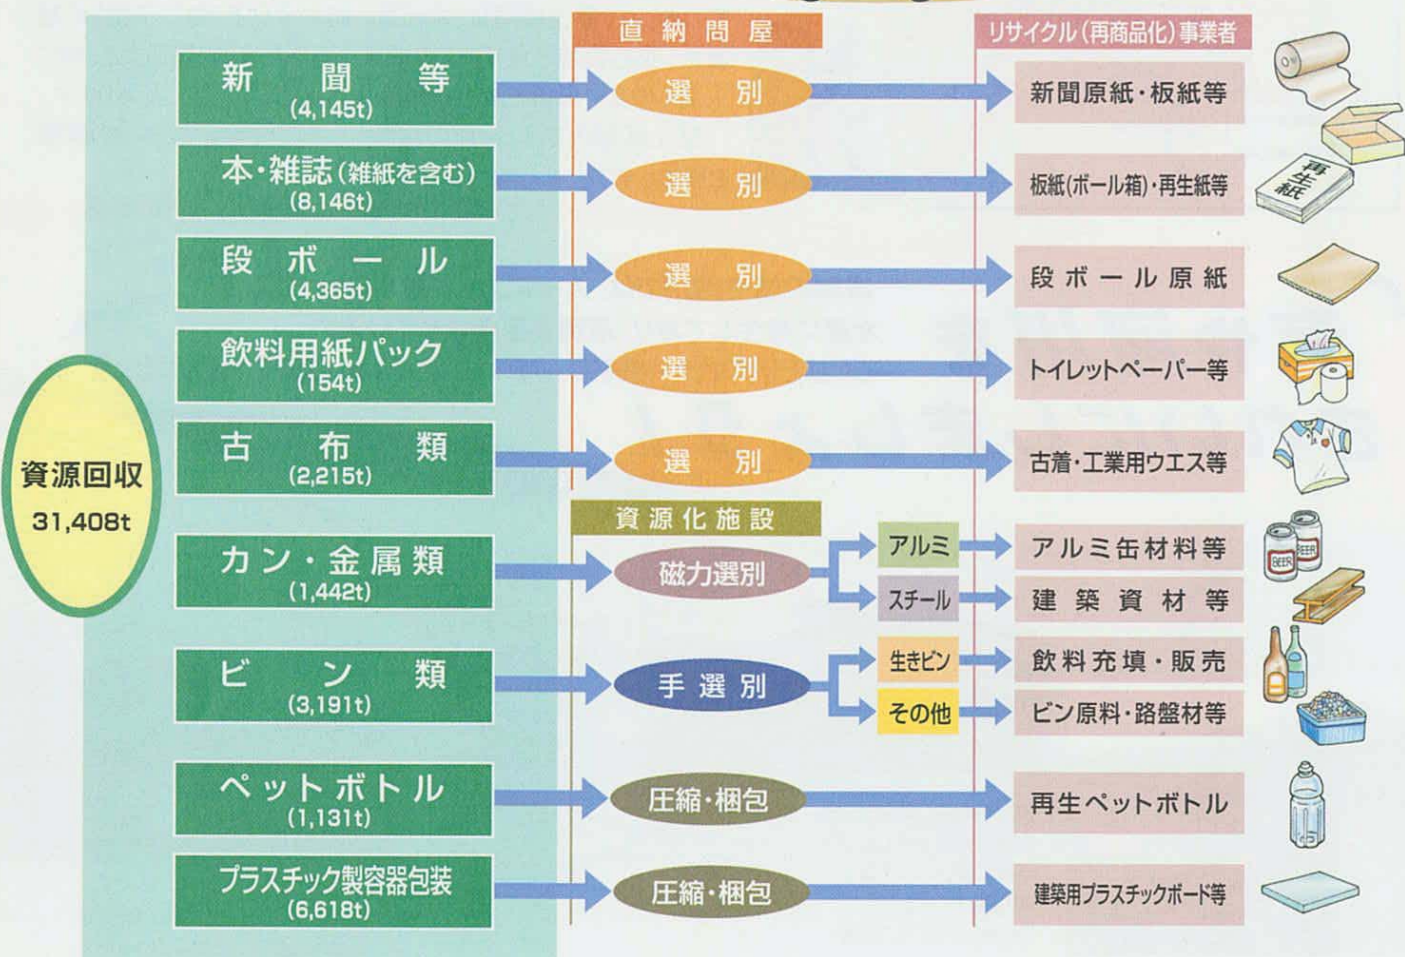 直納問屋
リサイクル(再商品化)事業者
新聞等
(4,145t)
選別
新聞原紙・板紙等
本・雑誌(雑紙を含む)
(8,146t)
選別
板紙(ボール箱)・再生紙等
再生紙
段ボール
(4,365t)
選別
段ボール原紙
飲料用紙パック
(154t)
選別
トイレットペーパー等
古布類
(2,215t)
選別
古着・工業用ウエス等
資源回収
31,408t
資源化施設
カン・金属類
(1,442t)
磁力選別
アルミ
アルミ缶材料等
BEER
BEER
スチール
建築資材等
ビン類
(3,191t)
手選別
生きビン
飲料充填・販売
その他
ビン原料・路盤材等
ペットボトル
(1,131t)
圧縮・梱包
再生ペットボトル
プラスチック製容器包装
(6,618t)
圧縮・梱包
建築用プラスチックボード等